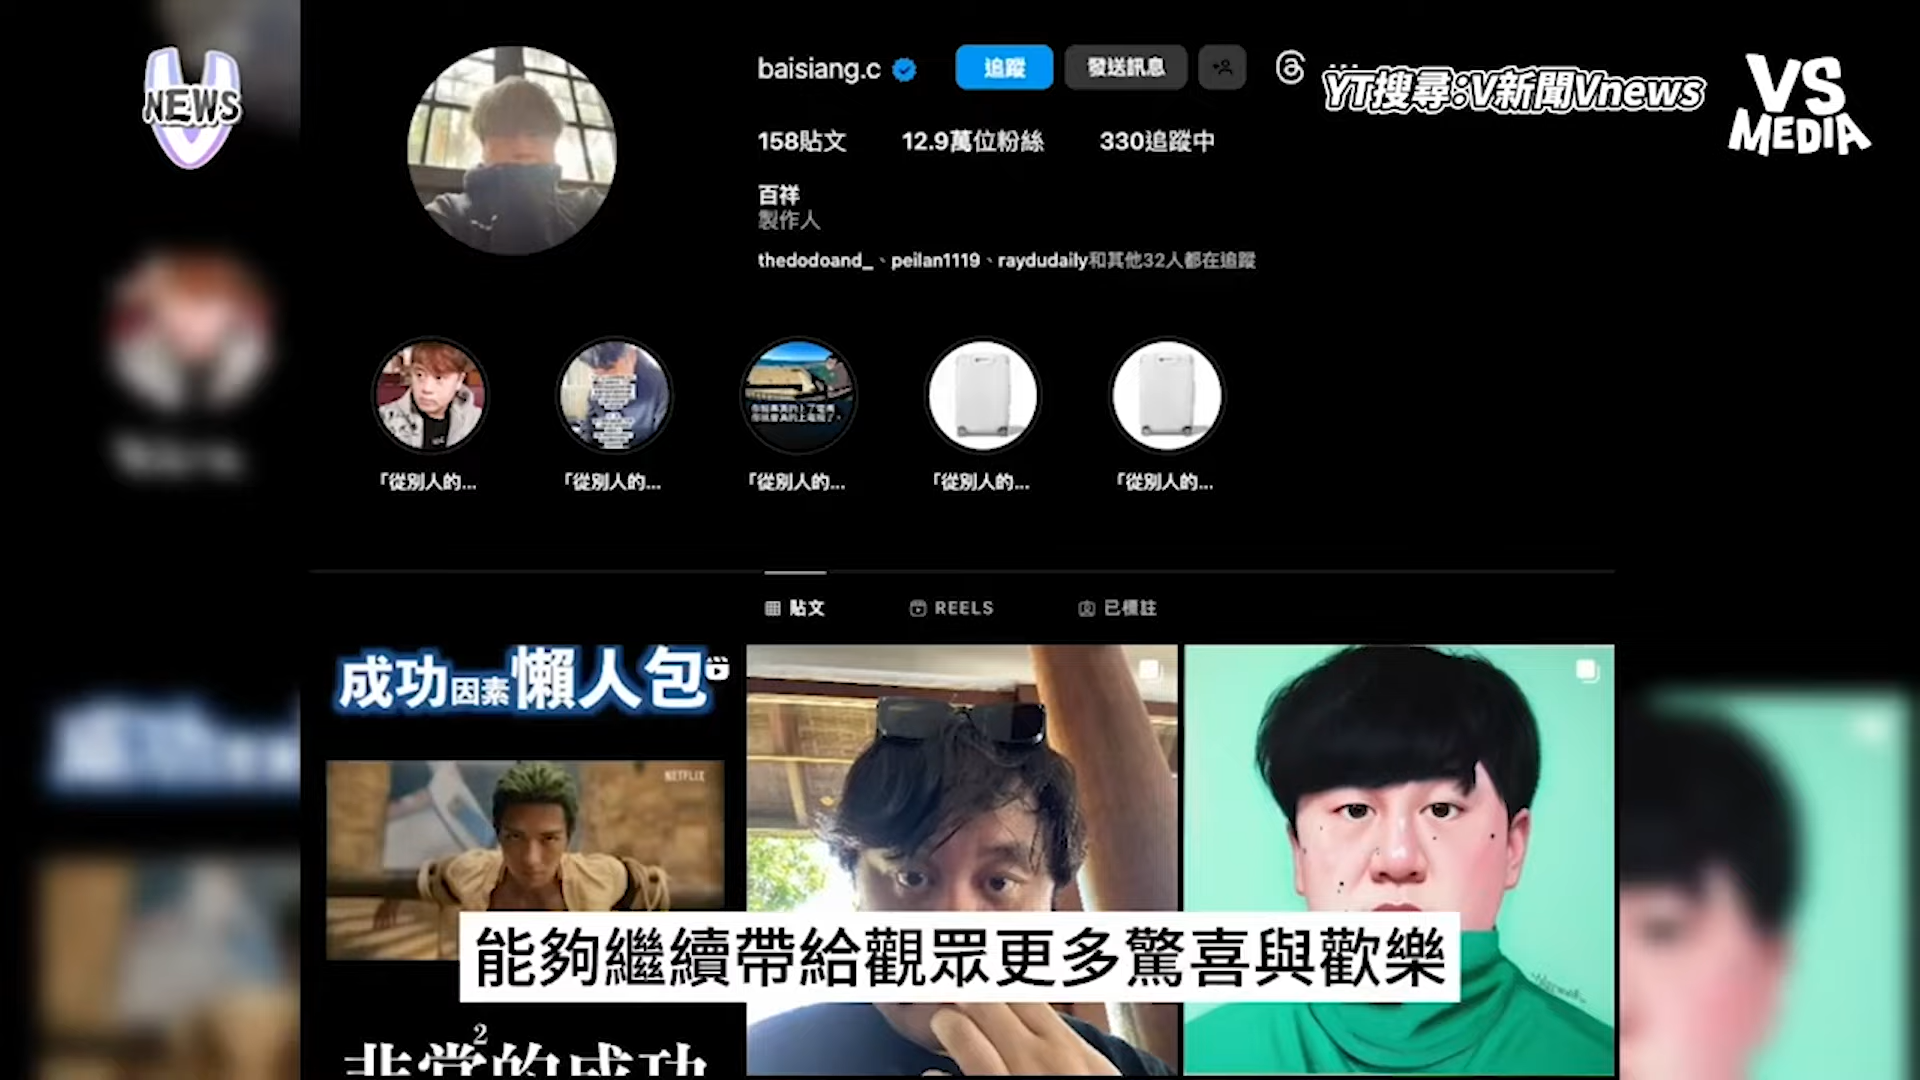 NEWS
baisiang.c
追蹤
發送訊息
YT搜尋:V新聞Vnews
VS
MEDIA
158貼文
12.9萬位粉絲
330追蹤中
百祥
製作人
thedodoand_、peilan1119、raydudaily和其他32人都在追蹤
「從別人的...
「從別人的...
「從別人的...
「從別人的...
「從別人的...
貼文
REELS
已標註
成功因素懶人包
NETFLIX
能夠繼續帶給觀眾更多驚喜與歡樂
2
非常的成功